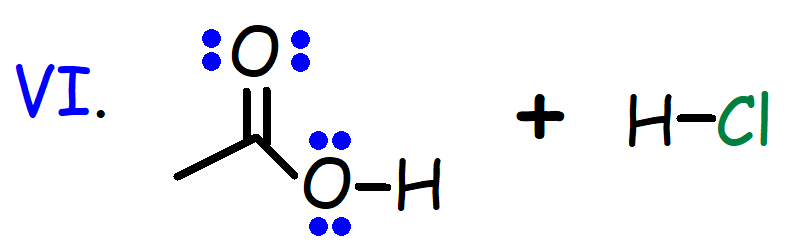 VI.
O
O-H + H-Cl